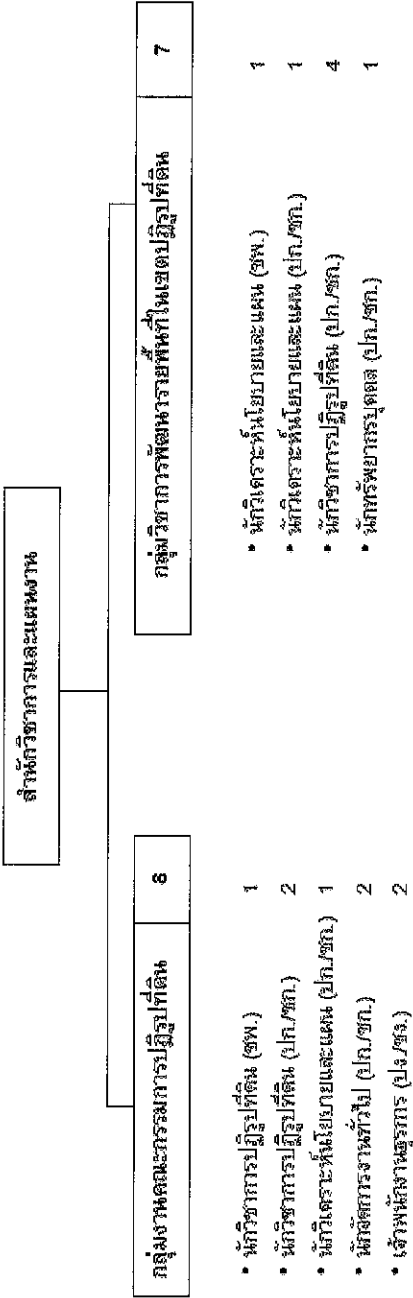 สำนักวิชาการและแผนงาน
กลุ่มงานคณะกรรมการปฏิรูปที่ดิน 8
• นักวิชาการปฏิรูปที่ดิน (ชพ.) 1
• นักวิชาการปฏิรูปที่ดิน (ปก./ชก.) 2
• นักวิเคราะห์นโยบายและแผน (ปก./ชก.) 1
• นักจัดการงานทั่วไป (ปก./ชก.) 2
• เจ้าพนักงานธุรการ (ปง./ชง.) 2
กลุ่มวิชาการพัฒนารายพื้นที่ในเขตปฏิรูปที่ดิน 7
• นักวิเคราะห์นโยบายและแผน (ชพ.) 1
• นักวิเคราะห์นโยบายและแผน (ปก./ชก.) 1
• นักวิชาการปฏิรูปที่ดิน (ปก./ชก.) 4
• นักทรัพยากรบุคคล (ปก./ชก.) 1